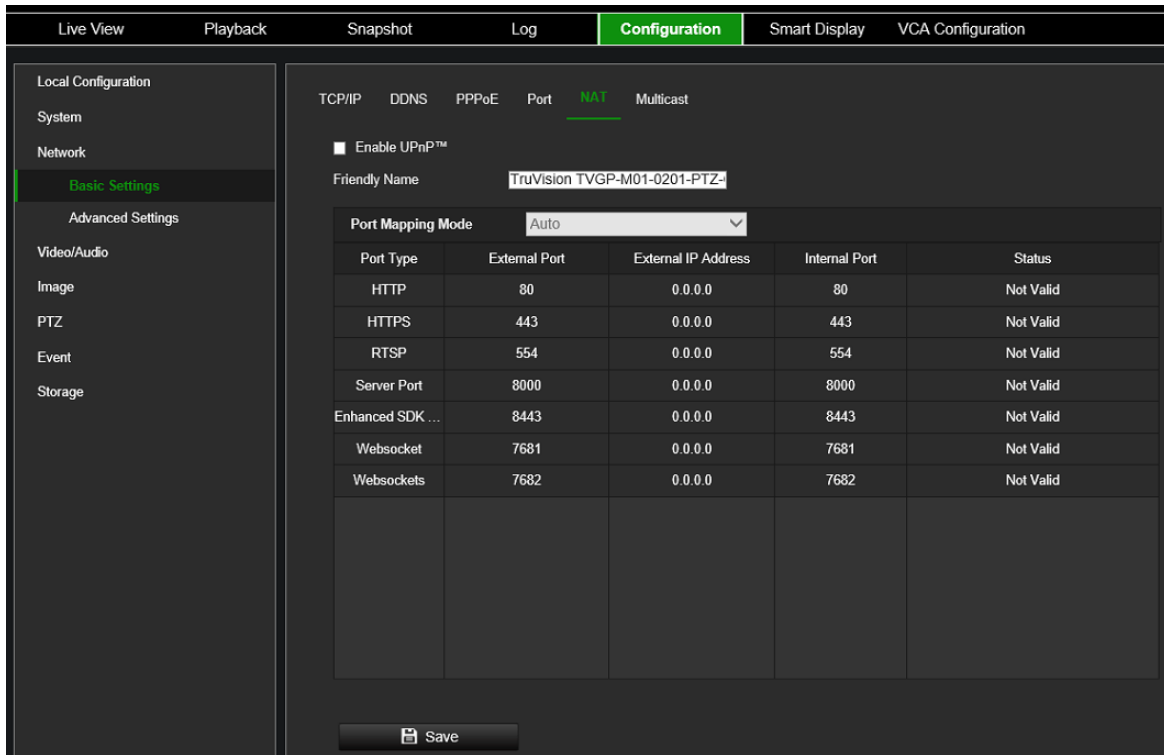 Live View Playback Snapshot Log Configuration Smart Display VCA Configuration
Local Configuration
System
Network
Basic Settings
Advanced Settings
Video/Audio
Image
PTZ
Event
Storage
TCP/IP DDNS PPPoE Port NAT Multicast
Enable UPnP™
Friendly Name TruVision TVGP-M01-0201-PTZ-
Port Mapping Mode Auto
Port Type External Port External IP Address Internal Port Status
HTTP 80 0.0.0.0 80 Not Valid
HTTPS 443 0.0.0.0 443 Not Valid
RTSP 554 0.0.0.0 554 Not Valid
Server Port 8000 0.0.0.0 8000 Not Valid
Enhanced SDK ... 8443 0.0.0.0 8443 Not Valid
Websocket 7681 0.0.0.0 7681 Not Valid
Websockets 7682 0.0.0.0 7682 Not Valid
Save